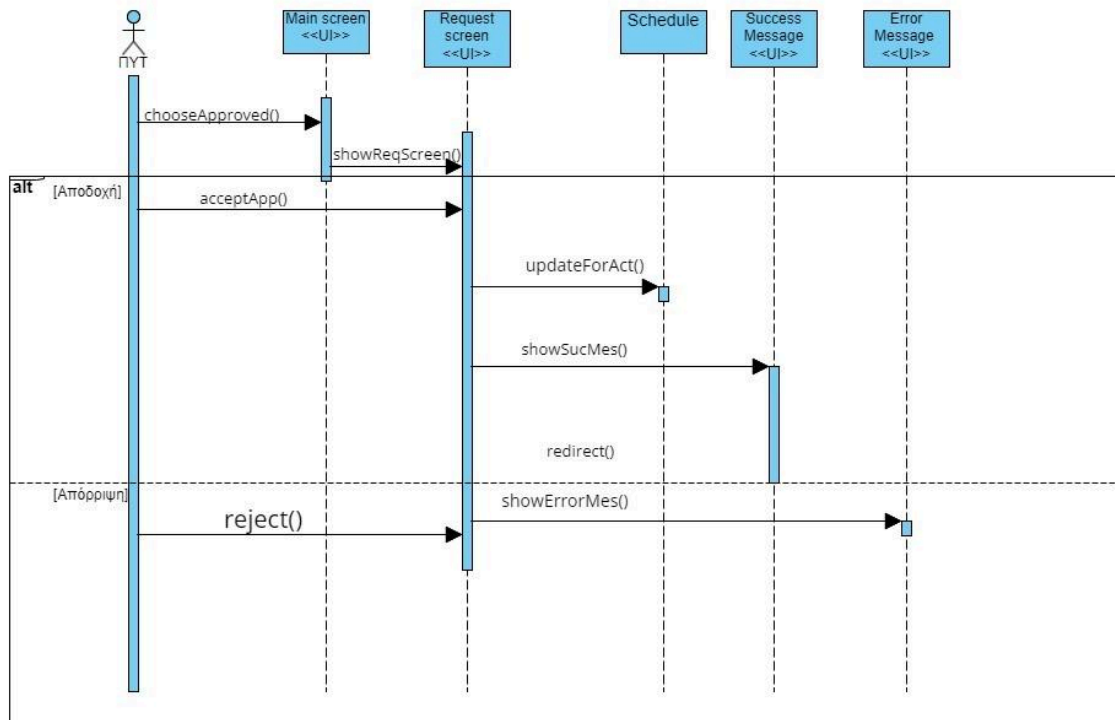 Main screen
<<UI>>
Request
screen
<<UI>>
Schedule
Success
Message
<<UI>>
Error
Message
<<UI>>
ΠΥΤ
chooseApproved()
showReqScreen()
alt
[Αποδοχή]
acceptApp()
updateForAct()
showSucMes()
redirect()
[Απόρριψη]
showErrorMes()
reject()